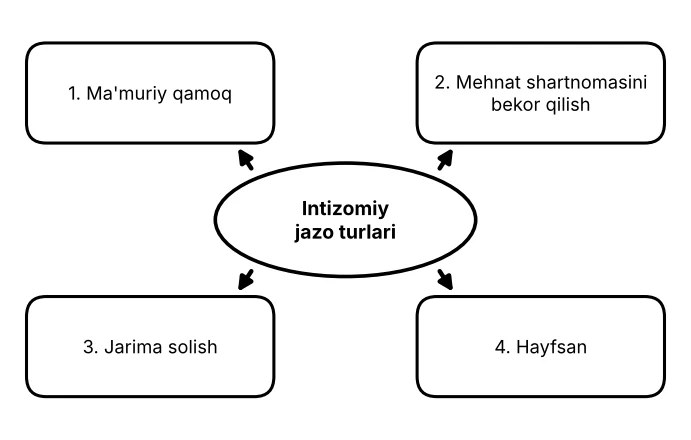 1. Ma'muriy qamoq
2. Mehnat shartnomasini
bekor qilish
Intizomiy
jazo turlari
3. Jarima solish
4. Hayfsan